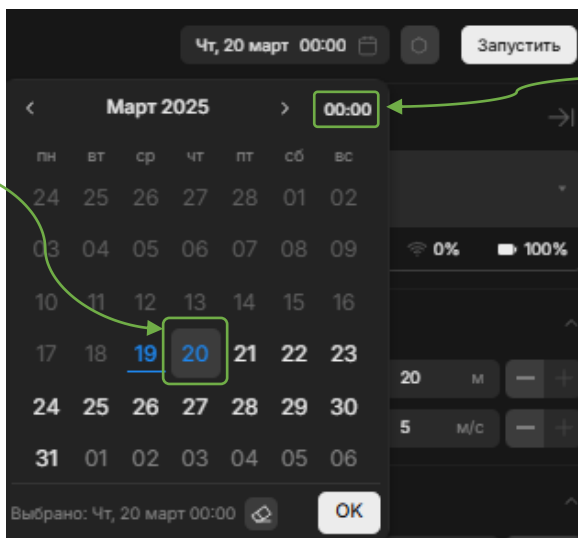 Чт, 20 март 00:00 Запустить
Март 2025 00:00
пн вт ср чт пт сб вс
24 25 26 27 28 01 02
03 04 05 06 07 08 09
0% 100%
10 11 12 13 14 15 16
17 18 19 20 21 22 23
20 м
24 25 26 27 28 29 30
5 м/с
31 01 02 03 04 05 06
Выбрано: Чт, 20 март 00:00 OK